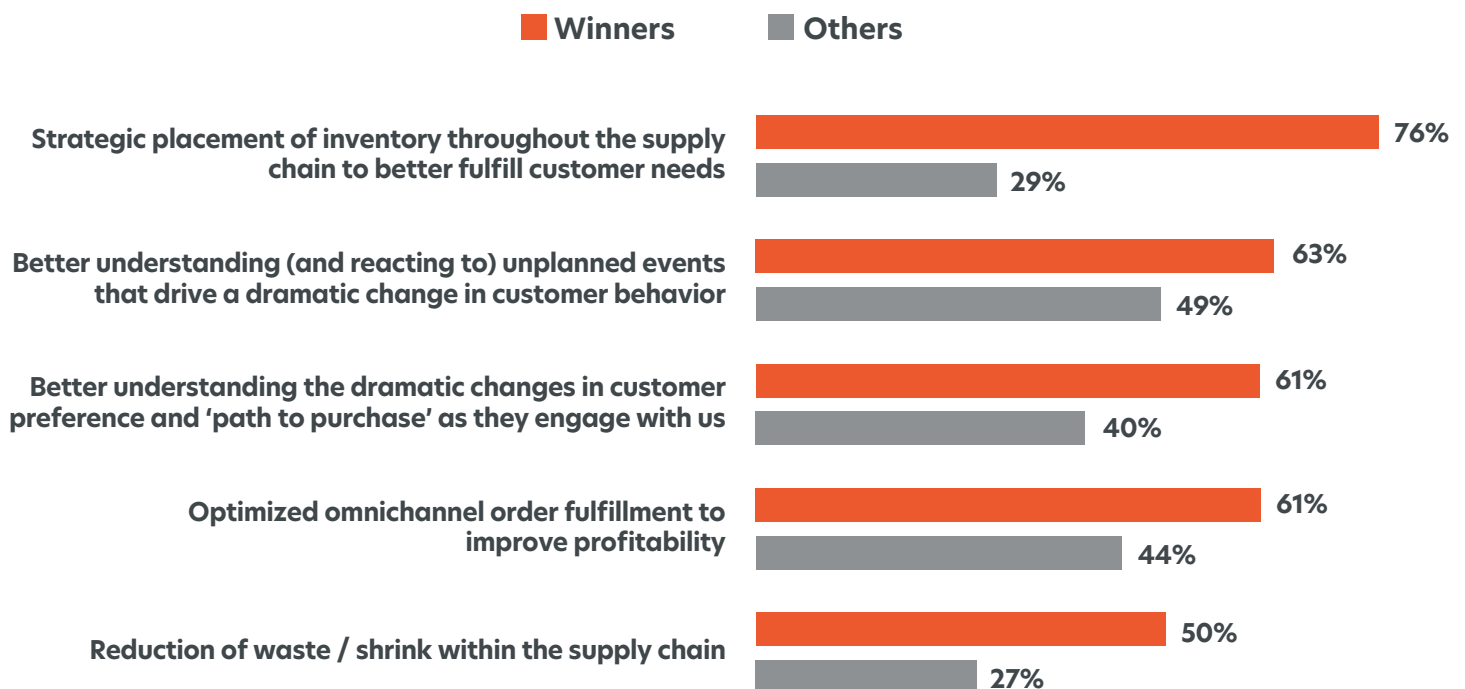 Winners Others
Strategic placement of inventory throughout the supply
chain to better fulfill customer needs
76%
29%
Better understanding (and reacting to) unplanned events
that drive a dramatic change in customer behavior
63%
49%
Better understanding the dramatic changes in customer
preference and ‘path to purchase’ as they engage with us
61%
40%
Optimized omnichannel order fulfillment to
improve profitability
61%
44%
Reduction of waste / shrink within the supply chain
50%
27%